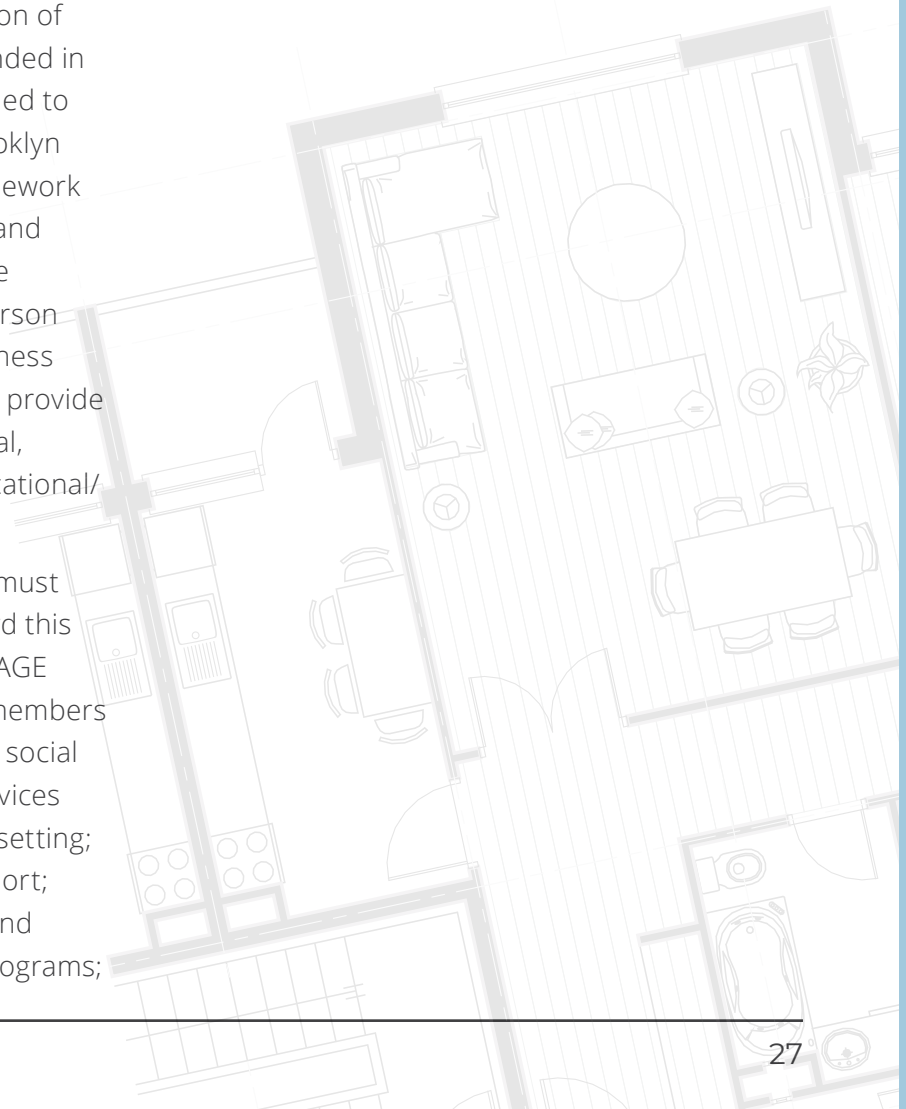 on of
nded in
ed to
oklyn
ework
and
e
rson
ness
provide
al,
ational/
must
d this
AGE
members
social
vices
setting;
ort;
nd
ograms;
27